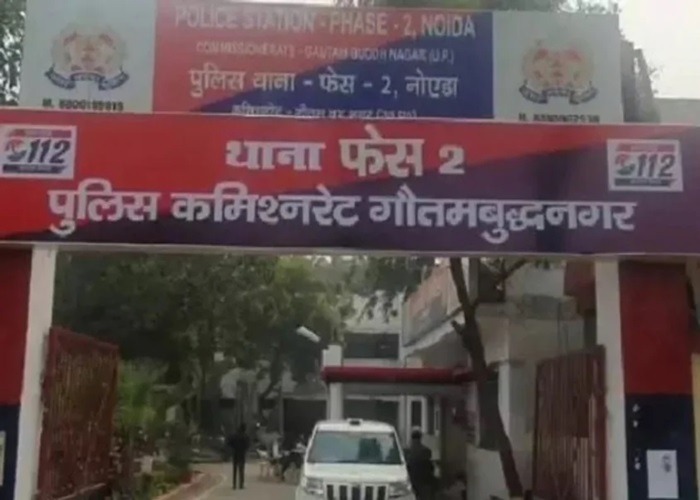 POLICE STATION - PHASE - 2, NOIDA
COMMISSIONERATE - GAUTAM BUDDH NAGAR (U.P.)
पुलिस थाना - फेस - 2, नोएडा
112
थाना फेस 2
112
पुलिस कमिश्नरेट गौतमबुद्धनगर